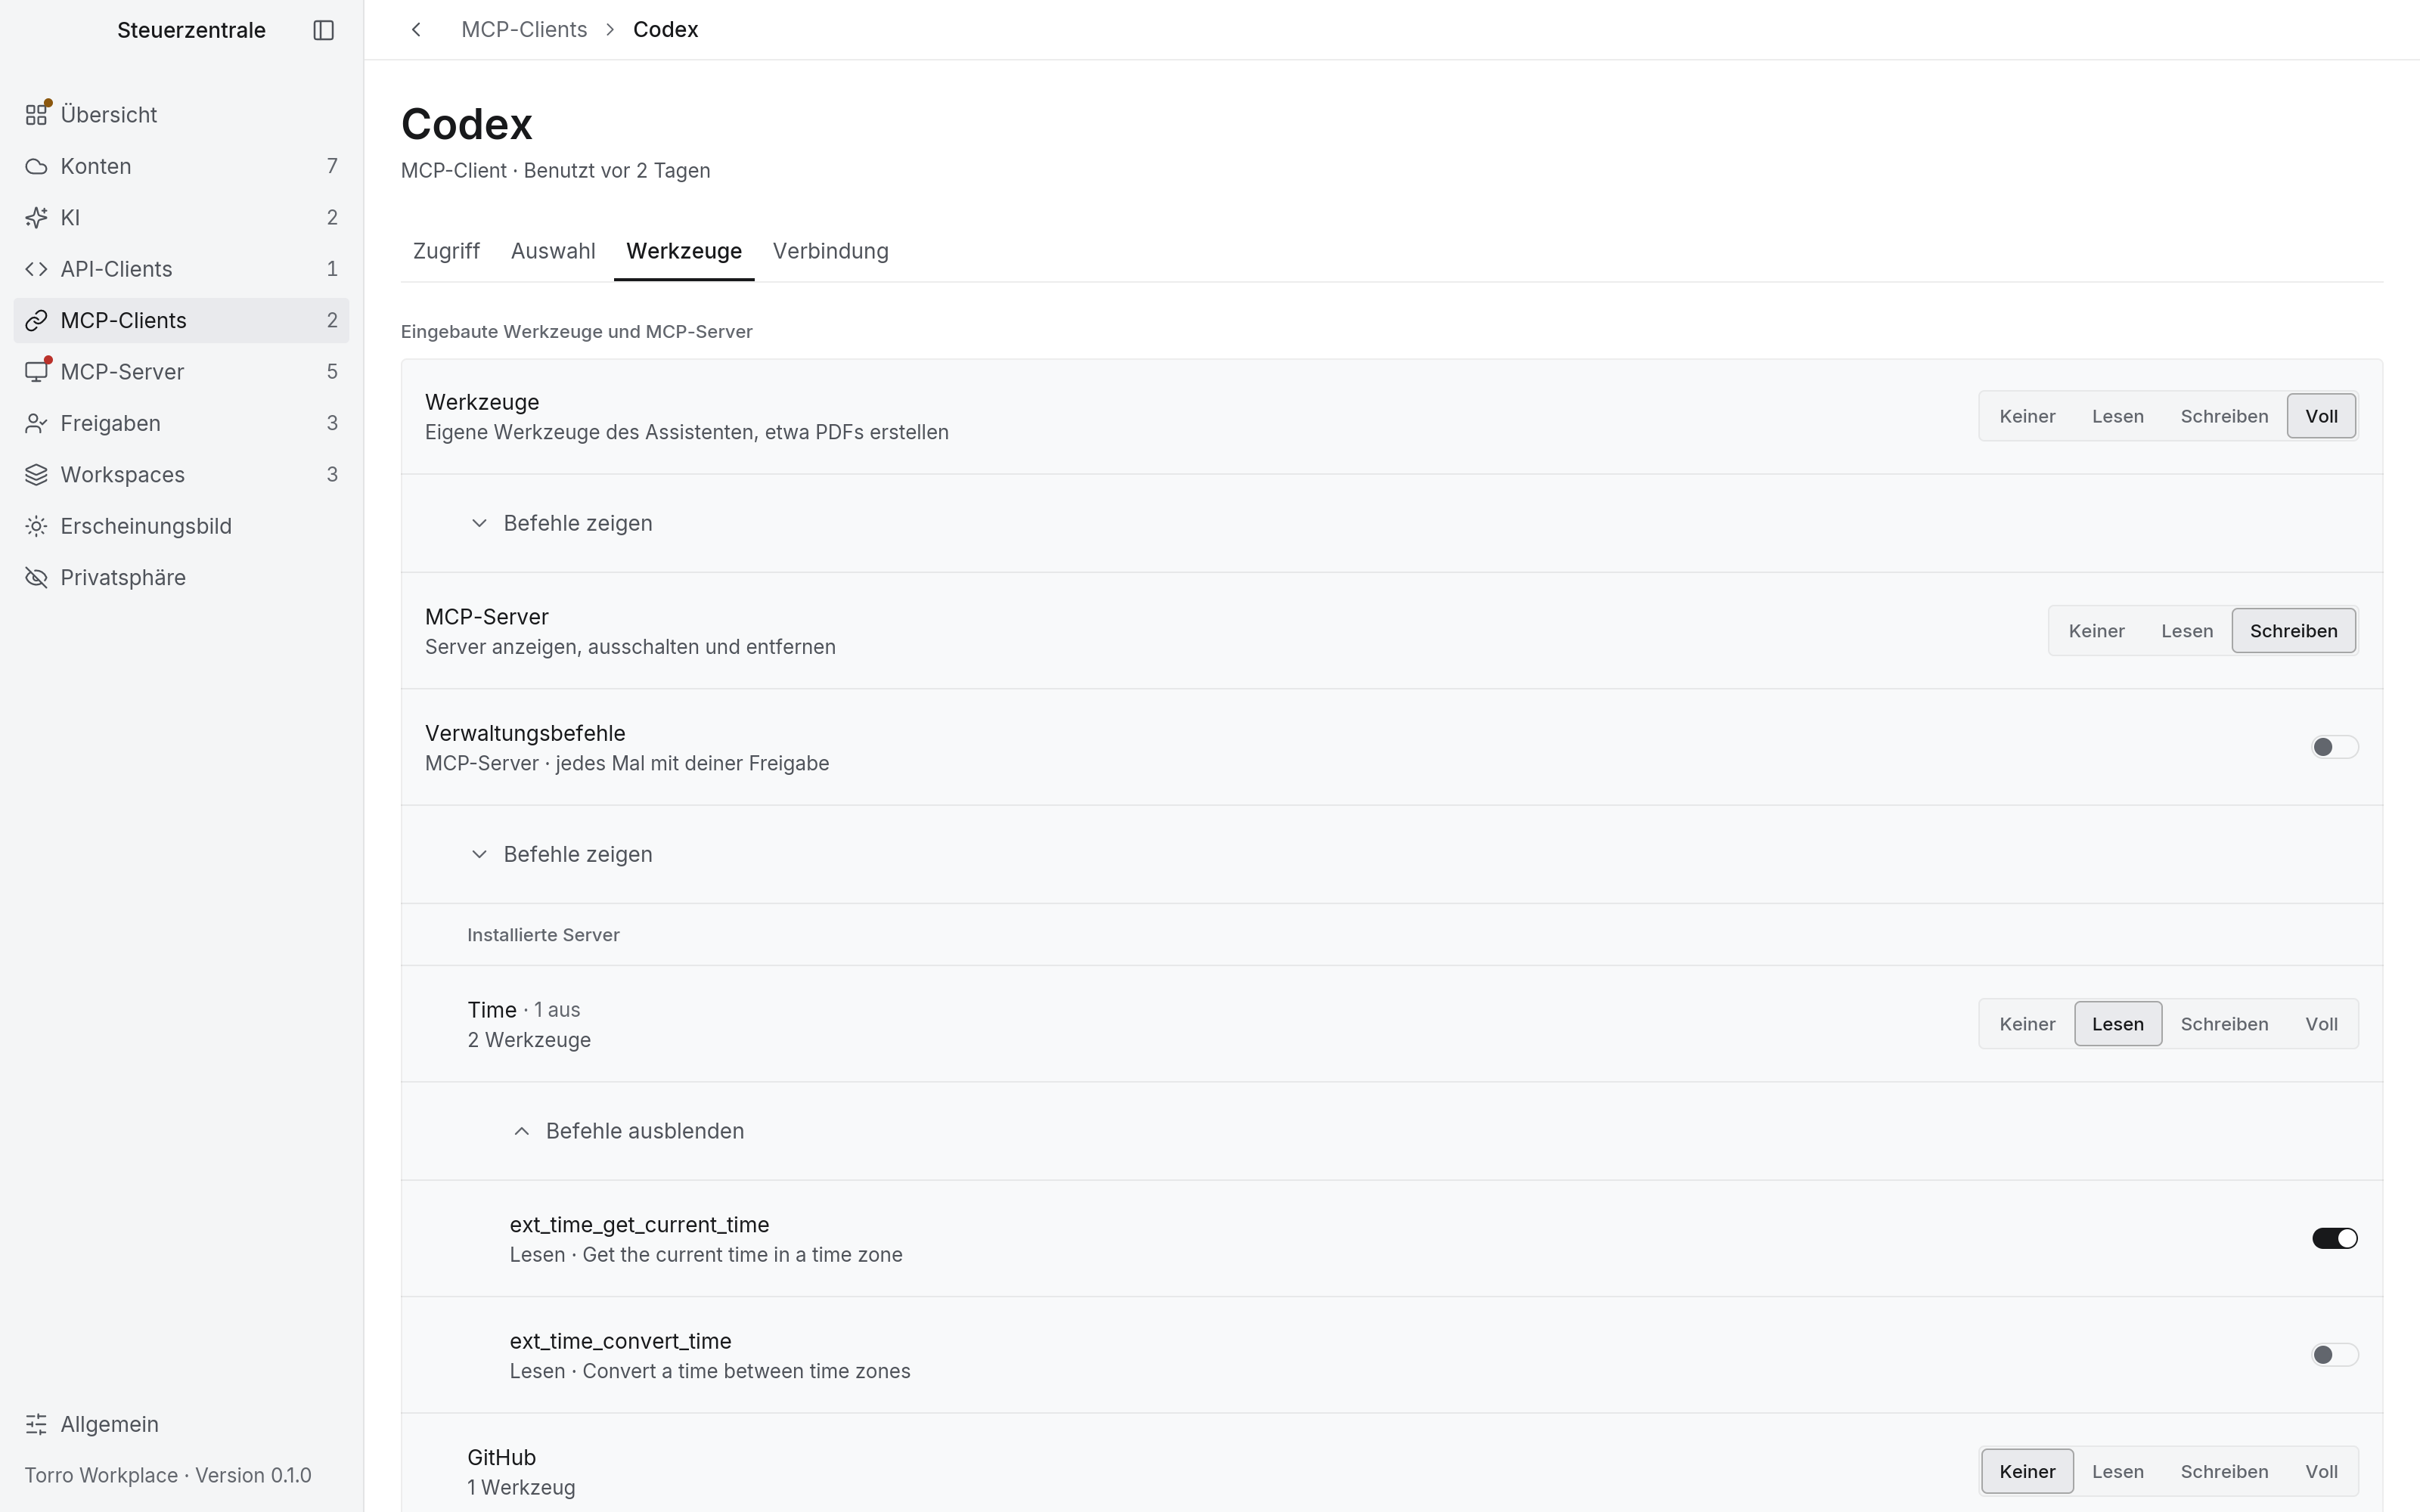 Steuerzentrale
Übersicht
Konten 7
KI 2
API-Clients 1
MCP-Clients 2
MCP-Server 5
Freigaben 3
Workspaces 3
Erscheinungsbild
Privatsphäre
Allgemein
Torro Workplace · Version 0.1.0
MCP-Clients Codex
Codex
MCP-Client · Benutzt vor 2 Tagen
Zugriff Auswahl Werkzeuge Verbindung
Eingebaute Werkzeuge und MCP-Server
Werkzeuge
Eigene Werkzeuge des Assistenten, etwa PDFs erstellen
Keiner Lesen Schreiben Voll
Befehle zeigen
MCP-Server
Server anzeigen, ausschalten und entfernen
Keiner Lesen Schreiben
Verwaltungsbefehle
MCP-Server · jedes Mal mit deiner Freigabe
Befehle zeigen
Installierte Server
Time · 1 aus
2 Werkzeuge
Keiner Lesen Schreiben Voll
Befehle ausblenden
ext_time_get_current_time
Lesen · Get the current time in a time zone
ext_time_convert_time
Lesen · Convert a time between time zones
GitHub
1 Werkzeug
Keiner Lesen Schreiben Voll